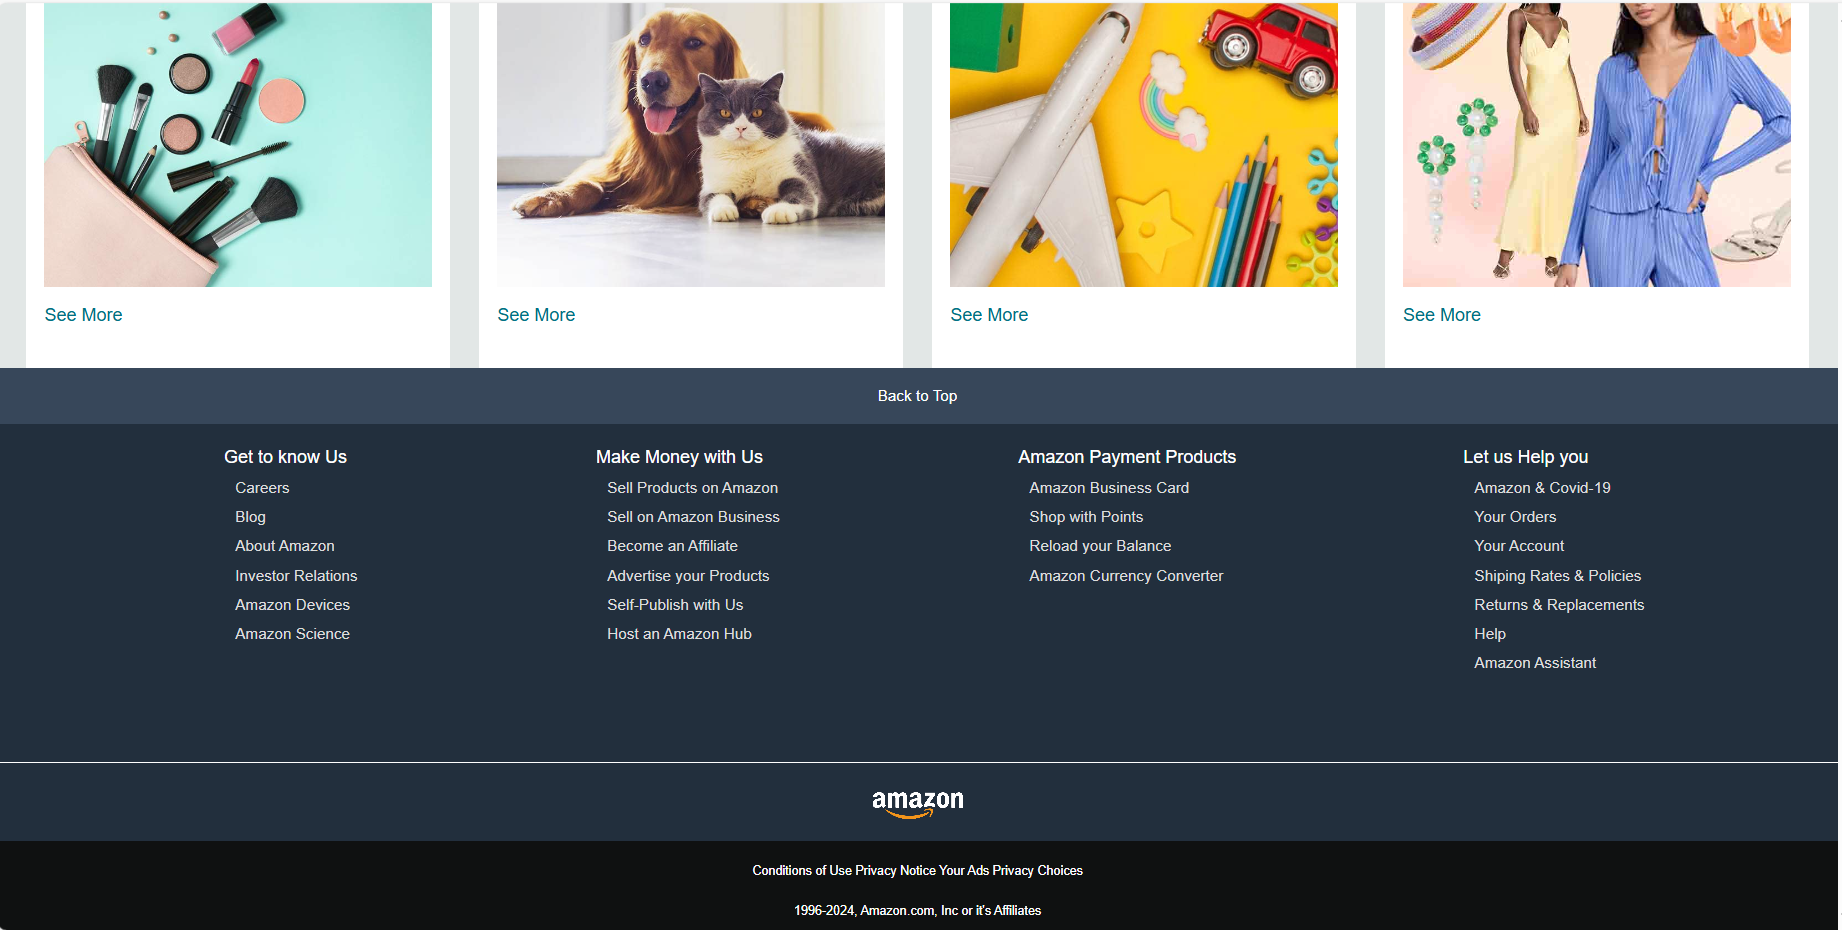 See More
See More
See More
See More
Back to Top
Get to know Us
Careers
Blog
About Amazon
Investor Relations
Amazon Devices
Amazon Science
Make Money with Us
Sell Products on Amazon
Sell on Amazon Business
Become an Affiliate
Advertise your Products
Self-Publish with Us
Host an Amazon Hub
Amazon Payment Products
Amazon Business Card
Shop with Points
Reload your Balance
Amazon Currency Converter
Let us Help you
Amazon & Covid-19
Your Orders
Your Account
Shiping Rates & Policies
Returns & Replacements
Help
Amazon Assistant
amazon
Conditions of Use Privacy Notice Your Ads Privacy Choices
1996-2024, Amazon.com, Inc or it's Affiliates